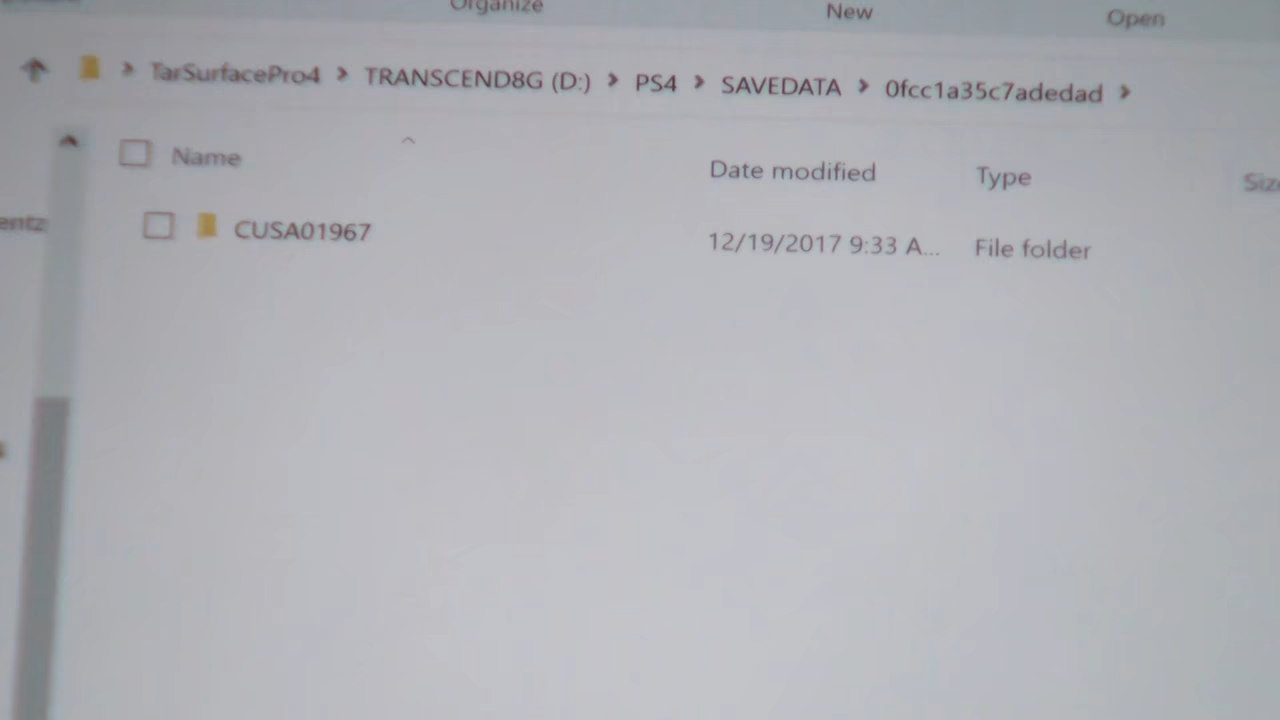 Organize New Open
TarSurfacePro4 > TRANSCEND8G (D:) > PS4 > SAVEDATA > 0fcc1a35c7adedad >
Name Date modified Type Siz
CUSA01967 12/19/2017 9:33 A... File folder